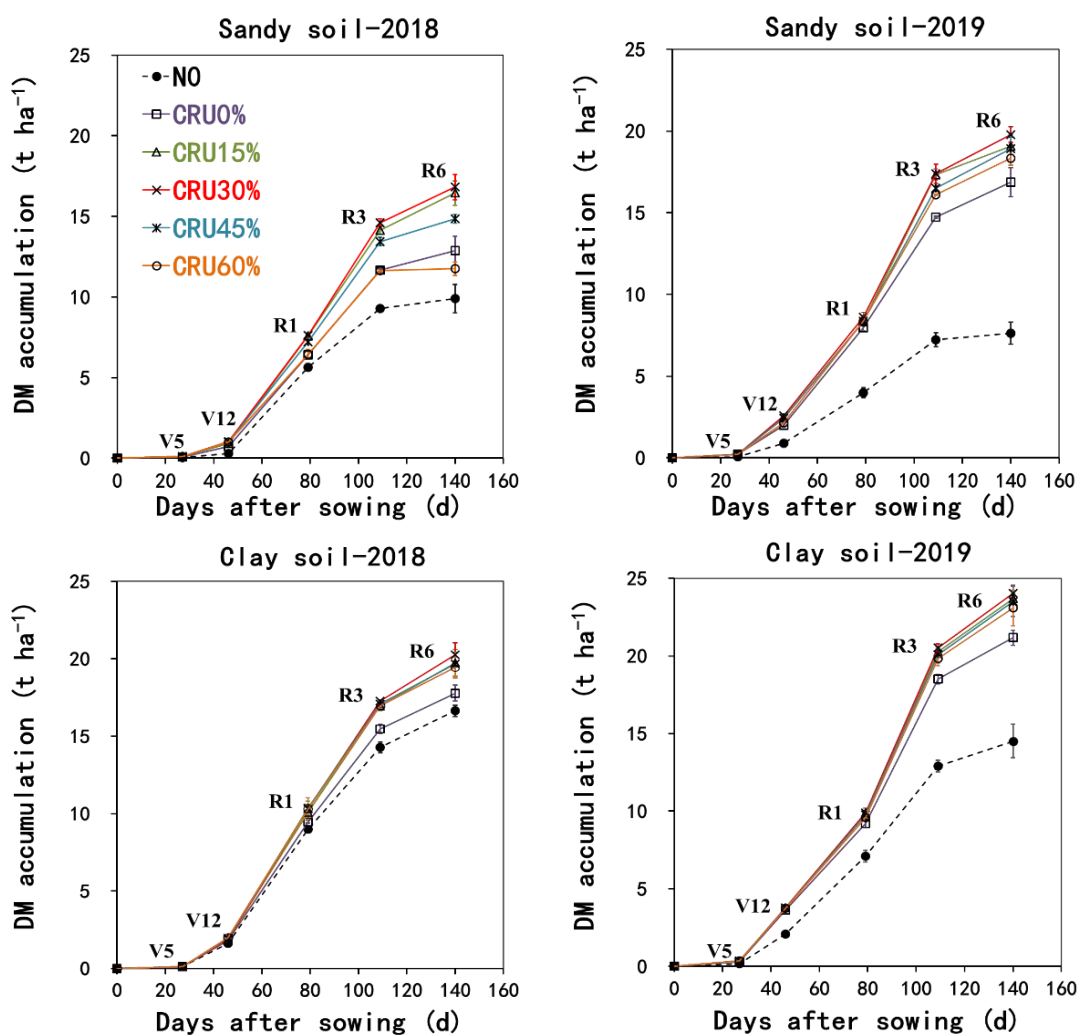 Sandy soil-2018
DM accumulation (t ha⁻¹)
25
20
15
10
5
0
N0
CRU0%
CRU15%
CRU30%
CRU45%
CRU60%
V5
V12
R1
R3
R6
0 20 40 60 80 100 120 140 160
Days after sowing (d)
Sandy soil-2019
DM accumulation (t ha⁻¹)
25
20
15
10
5
0
V5
V12
R1
R3
R6
0 20 40 60 80 100 120 140 160
Days after sowing (d)
Clay soil-2018
DM accumulation (t ha⁻¹)
25
20
15
10
5
0
V5
V12
R1
R3
R6
0 20 40 60 80 100 120 140 160
Days after sowing (d)
Clay soil-2019
DM accumulation (t ha⁻¹)
25
20
15
10
5
0
V5
V12
R1
R3
R6
0 20 40 60 80 100 120 140 160
Days after sowing (d)